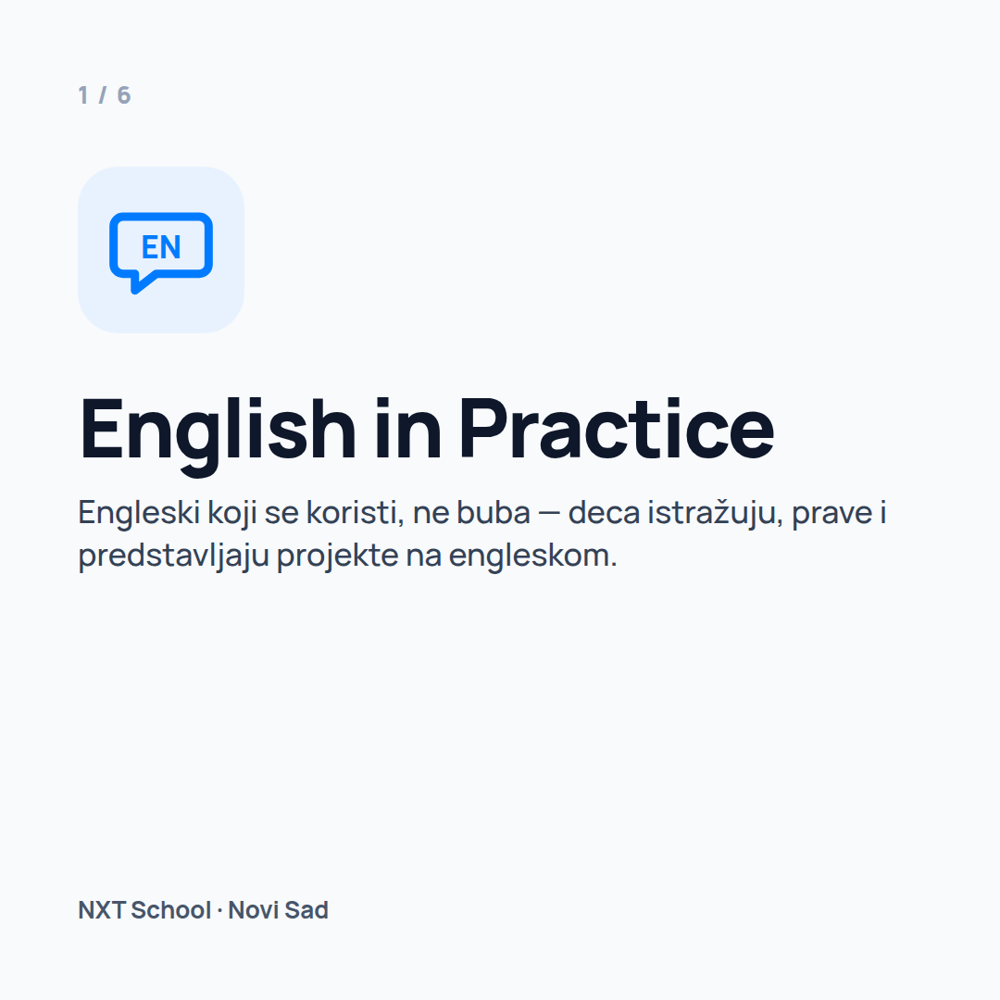 1 / 6
EN
English in Practice
Engleski koji se koristi, ne buba — deca istražuju, prave i
predstavljaju projekte na engleskom.
NXT School · Novi Sad